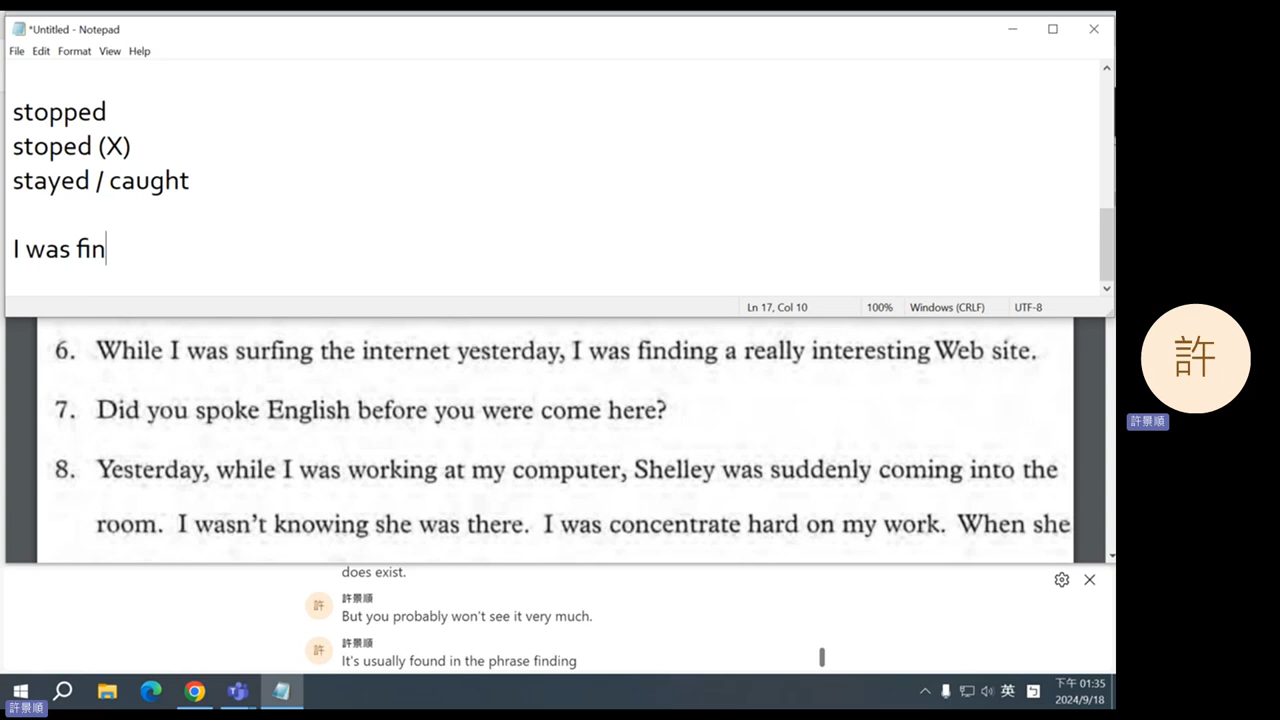 *Untitled - Notepad
File Edit Format View Help
stopped
stoped (X)
stayed / caught
I was fin
Ln 17, Col 10 100% Windows (CRLF) UTF-8
6. While I was surfing the internet yesterday, I was finding a really interesting Web site.
7. Did you spoke English before you were come here?
8. Yesterday, while I was working at my computer, Shelley was suddenly coming into the
room. I wasn't knowing she was there. I was concentrate hard on my work. When she
does exist.
許 許景順
But you probably won't see it very much.
許 許景順
It's usually found in the phrase finding
英 ㄅ 下午 01:35
2024/9/18
許景順
許
許景順